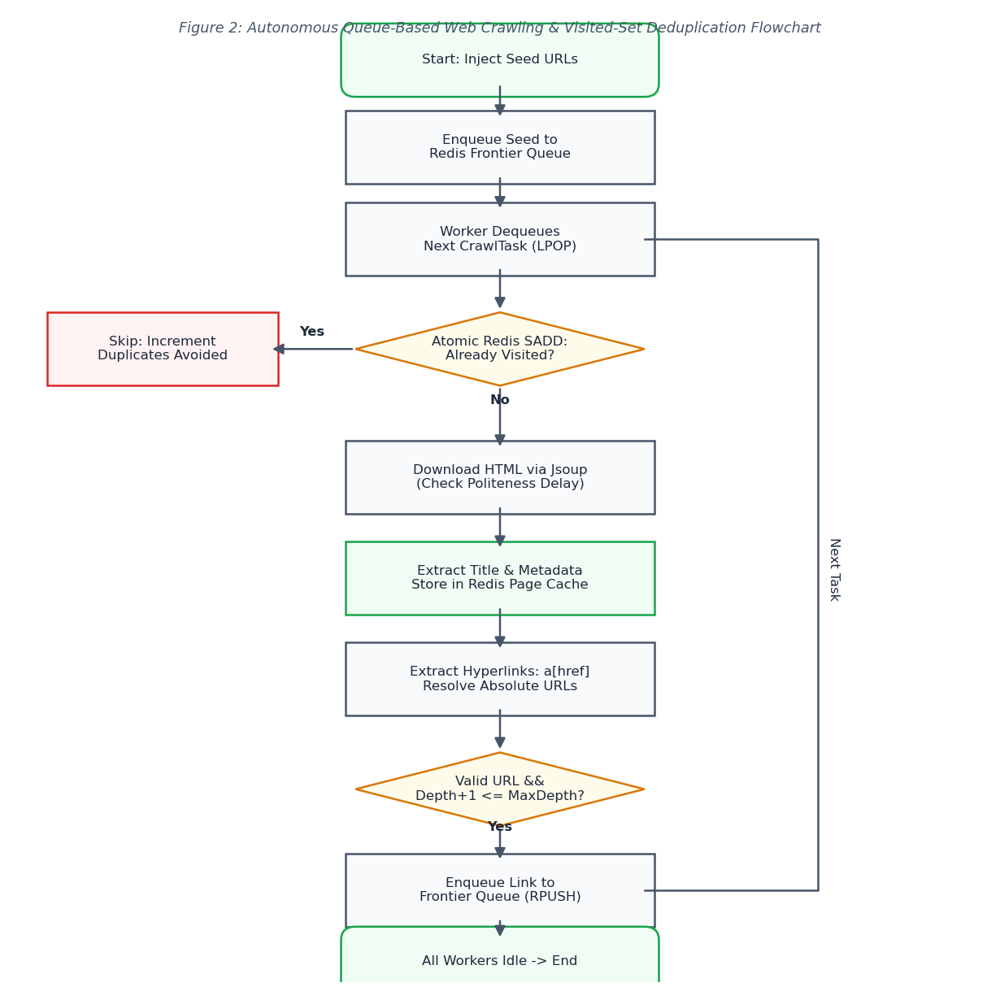 Figure 2: Autonomous Queue-Based Web Crawling & Visited-Set Deduplication Flowchart
Start: Inject Seed URLs
Enqueue Seed to
Redis Frontier Queue
Worker Dequeues
Next CrawlTask (LPOP)
Atomic Redis SADD:
Already Visited?
Yes
Skip: Increment
Duplicates Avoided
No
Download HTML via Jsoup
(Check Politeness Delay)
Extract Title & Metadata
Store in Redis Page Cache
Next Task
Extract Hyperlinks: a[href]
Resolve Absolute URLs
Valid URL &&
Depth+1 <= MaxDepth?
Yes
Enqueue Link to
Frontier Queue (RPUSH)
All Workers Idle -> End